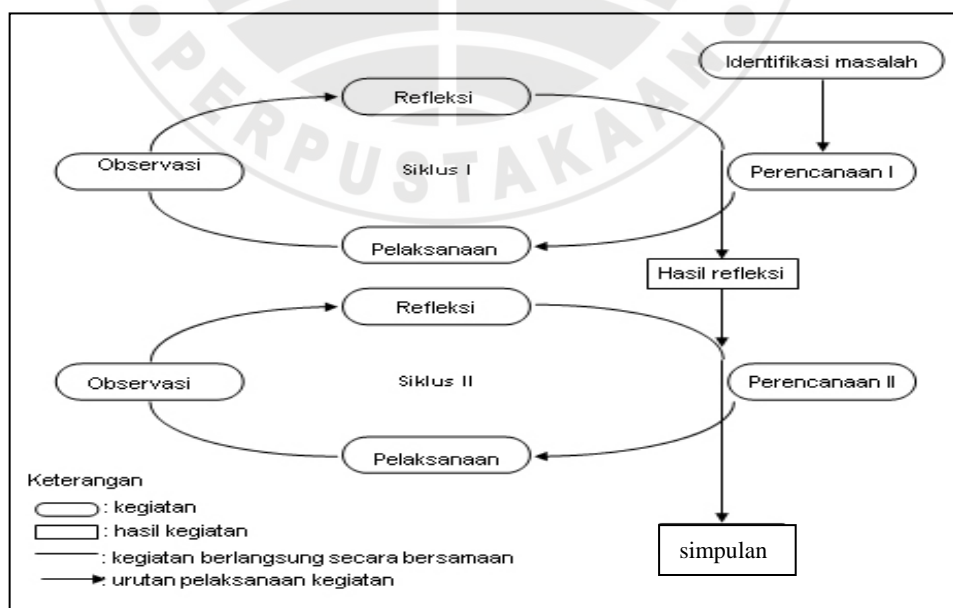 PERPUSTAKAAN
Identifikasi masalah
Refleksi
Observasi
Siklus I
Perencanaan I
Pelaksanaan
Hasil refleksi
Refleksi
Observasi
Siklus II
Perencanaan II
Pelaksanaan
Keterangan
: kegiatan
: hasil kegiatan
: kegiatan berlangsung secara bersamaan
: urutan pelaksanaan kegiatan
simpulan